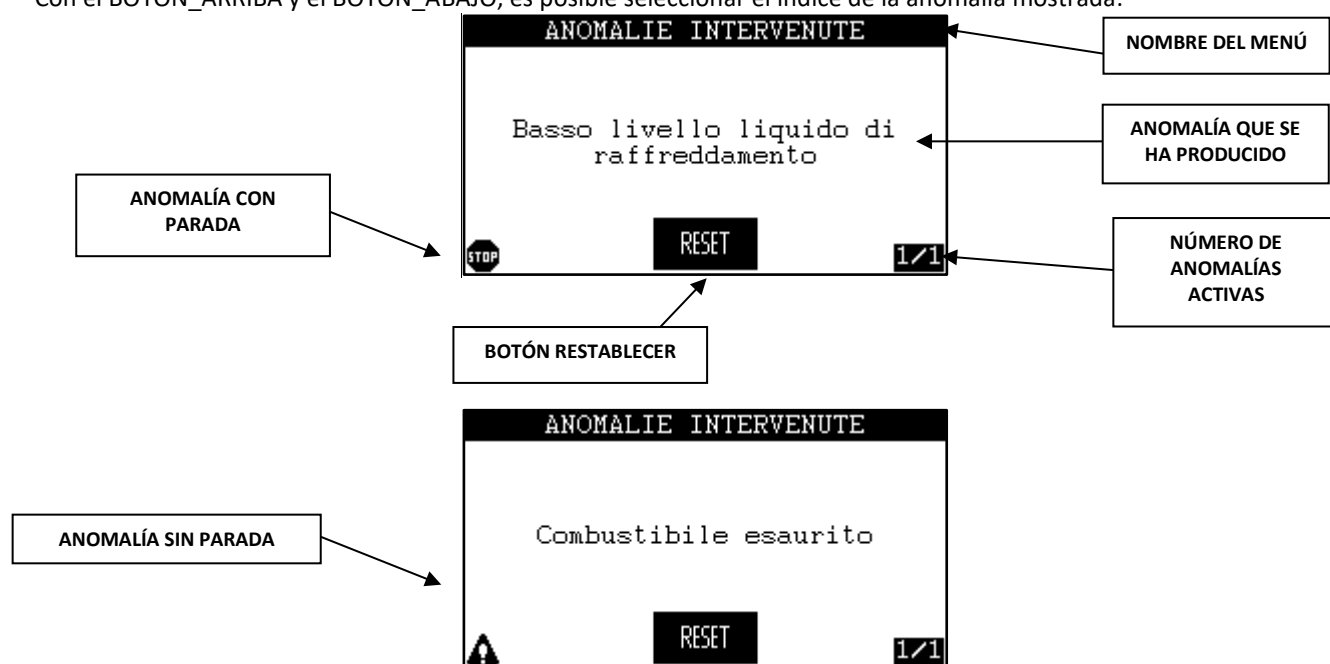 Con el BOTÓN_ARRIBA y el BOTÓN_ABAJO, es posible seleccionar el índice de la anomalía mostrada.
ANOMALIE INTERVENUTE
NOMBRE DEL MENÚ
Basso livello liquido di
raffreddamento
ANOMALÍA QUE SE
HA PRODUCIDO
ANOMALÍA CON
PARADA
STOP
RESET
1/1
NÚMERO DE
ANOMALÍAS
ACTIVAS
BOTÓN RESTABLECER
ANOMALIE INTERVENUTE
Combustibile esaurito
ANOMALÍA SIN PARADA
RESET
1/1